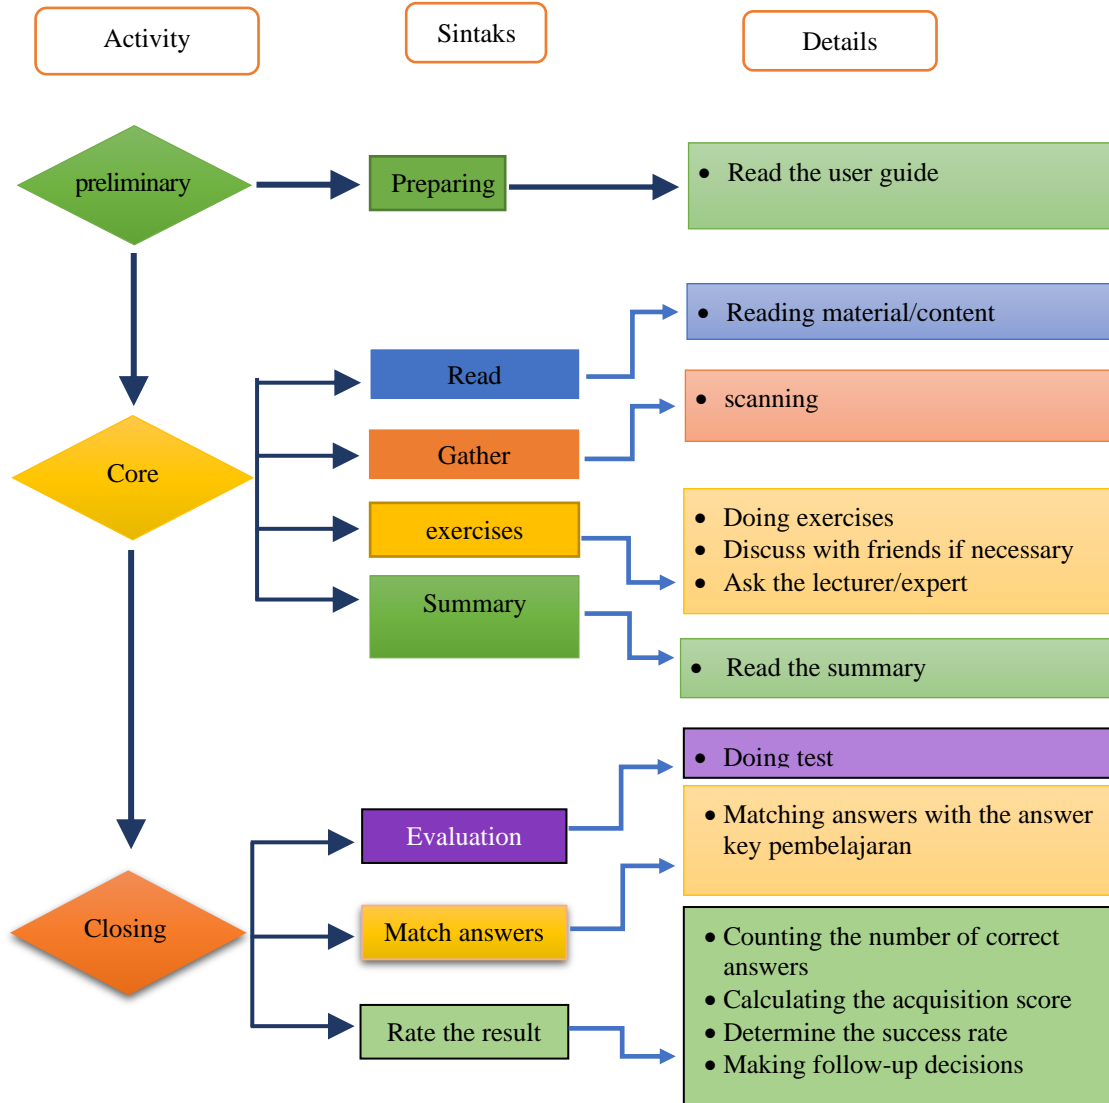 Activity
Sintaks
Details
preliminary
Preparing
• Read the user guide
Read
• Reading material/content
Gather
• scanning
Core
exercises
• Doing exercises
• Discuss with friends if necessary
• Ask the lecturer/expert
Summary
• Read the summary
Evaluation
• Doing test
Closing
Match answers
• Matching answers with the answer
key pembelajaran
Rate the result
• Counting the number of correct
answers
• Calculating the acquisition score
• Determine the success rate
• Making follow-up decisions